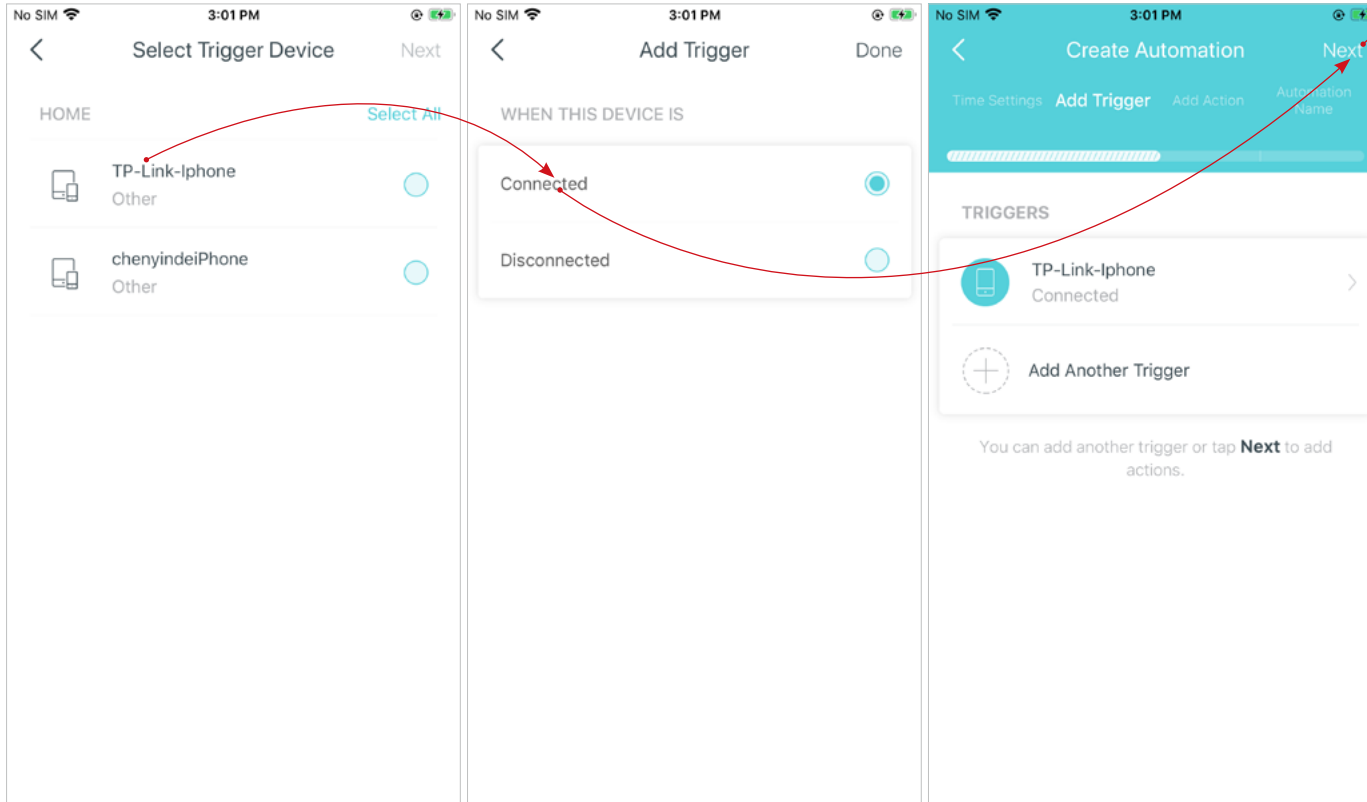 No SIM 3:01 PM
Select Trigger Device Next
HOME Select All
TP-Link-Iphone
Other
chenyindeiPhone
Other
No SIM 3:01 PM
Add Trigger Done
WHEN THIS DEVICE IS
Connected
Disconnected
No SIM 3:01 PM
Create Automation Next
Time Settings Add Trigger Add Action Automation
Name
TRIGGERS
TP-Link-Iphone
Connected
Add Another Trigger
You can add another trigger or tap Next to add
actions.